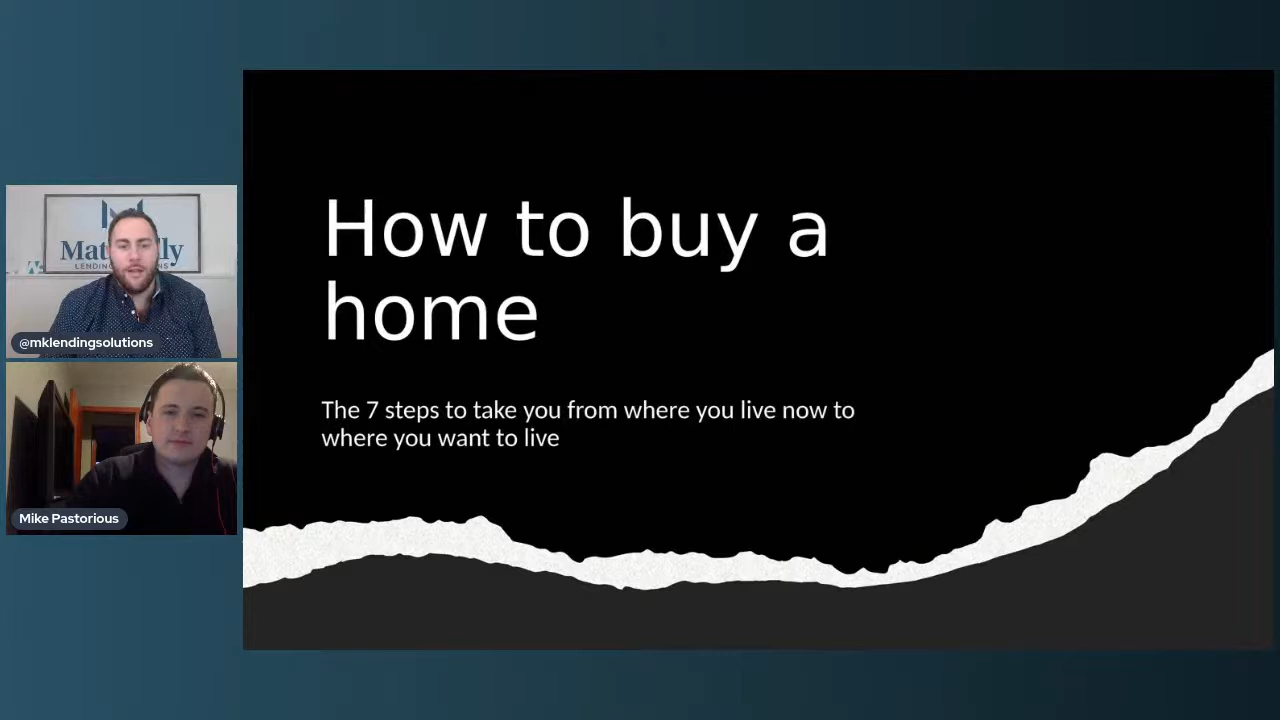 How to buy a
home
The 7 steps to take you from where you live now to
where you want to live
@mklendingsolutions
Mike Pastorious